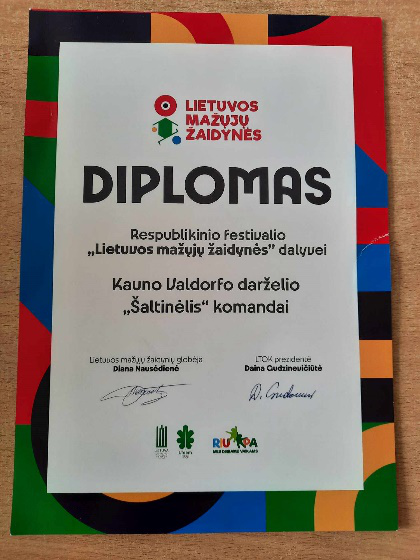 LIETUVOS
MAŽŲJŲ
ŽAIDYNĖS
DIPLOMAS
Respublikinio festivalio
„Lietuvos mažųjų žaidynės” dalyvei
Kauno Valdorfo darželio
„Šaltinėlis“ komandai
Lietuvos mažųjų žaidynių globėja
Diana Nausėdienė
LTOK prezidentė
Daina Gudzinevičiūtė